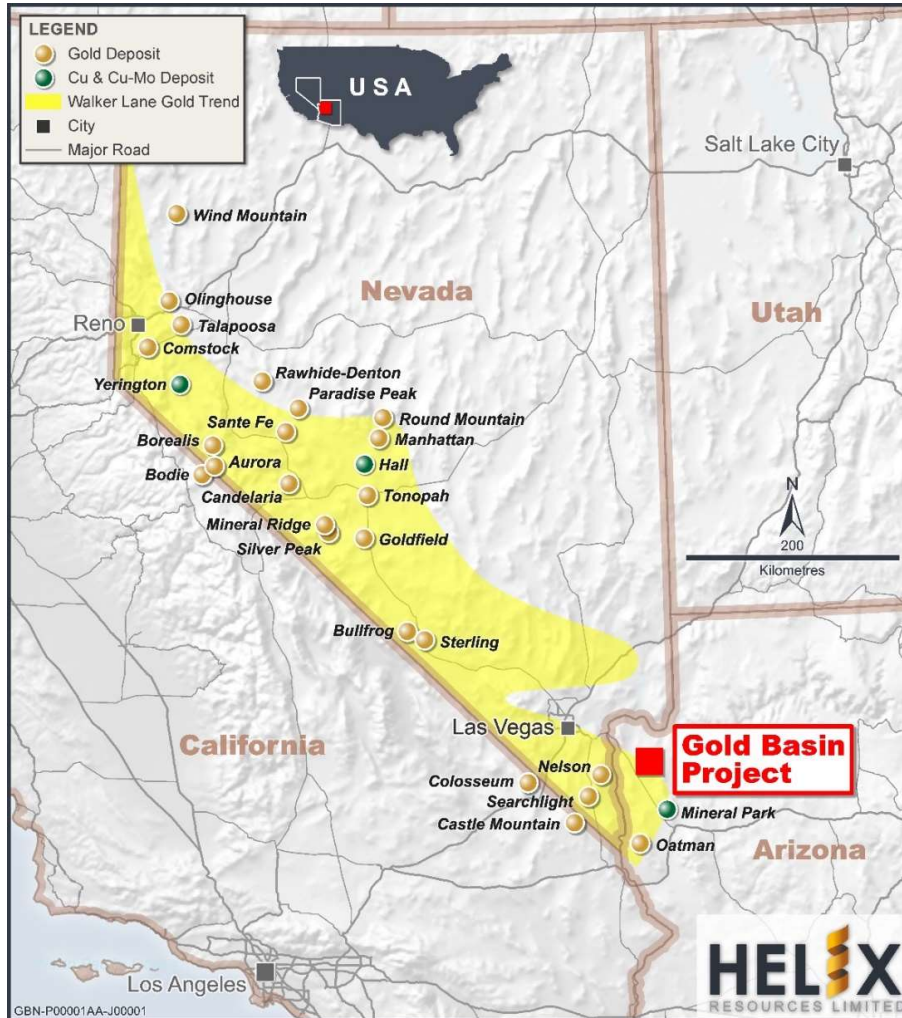 LEGEND
Gold Deposit
Cu & Cu-Mo Deposit
Walker Lane Gold Trend
City
Major Road
USA
Salt Lake City
Wind Mountain
Nevada
Olinghouse
Utah
Reno
Talapoosa
Comstock
Rawhide-Denton
Yerington
Paradise Peak
Round Mountain
Sante Fe
Manhattan
Borealis
Aurora
Hall
Bodie
Candelaria
Tonopah
N
Mineral Ridge
Goldfield
Silver Peak
200
Kilometres
Bullfrog
Sterling
Las Vegas
California
Gold Basin
Project
Nelson
Colosseum
Searchlight
Mineral Park
Castle Mountain
Oatman
Arizona
HELIX
RESOURCES LIMITED
Los Angeles
GBN-P00001AA-J00001